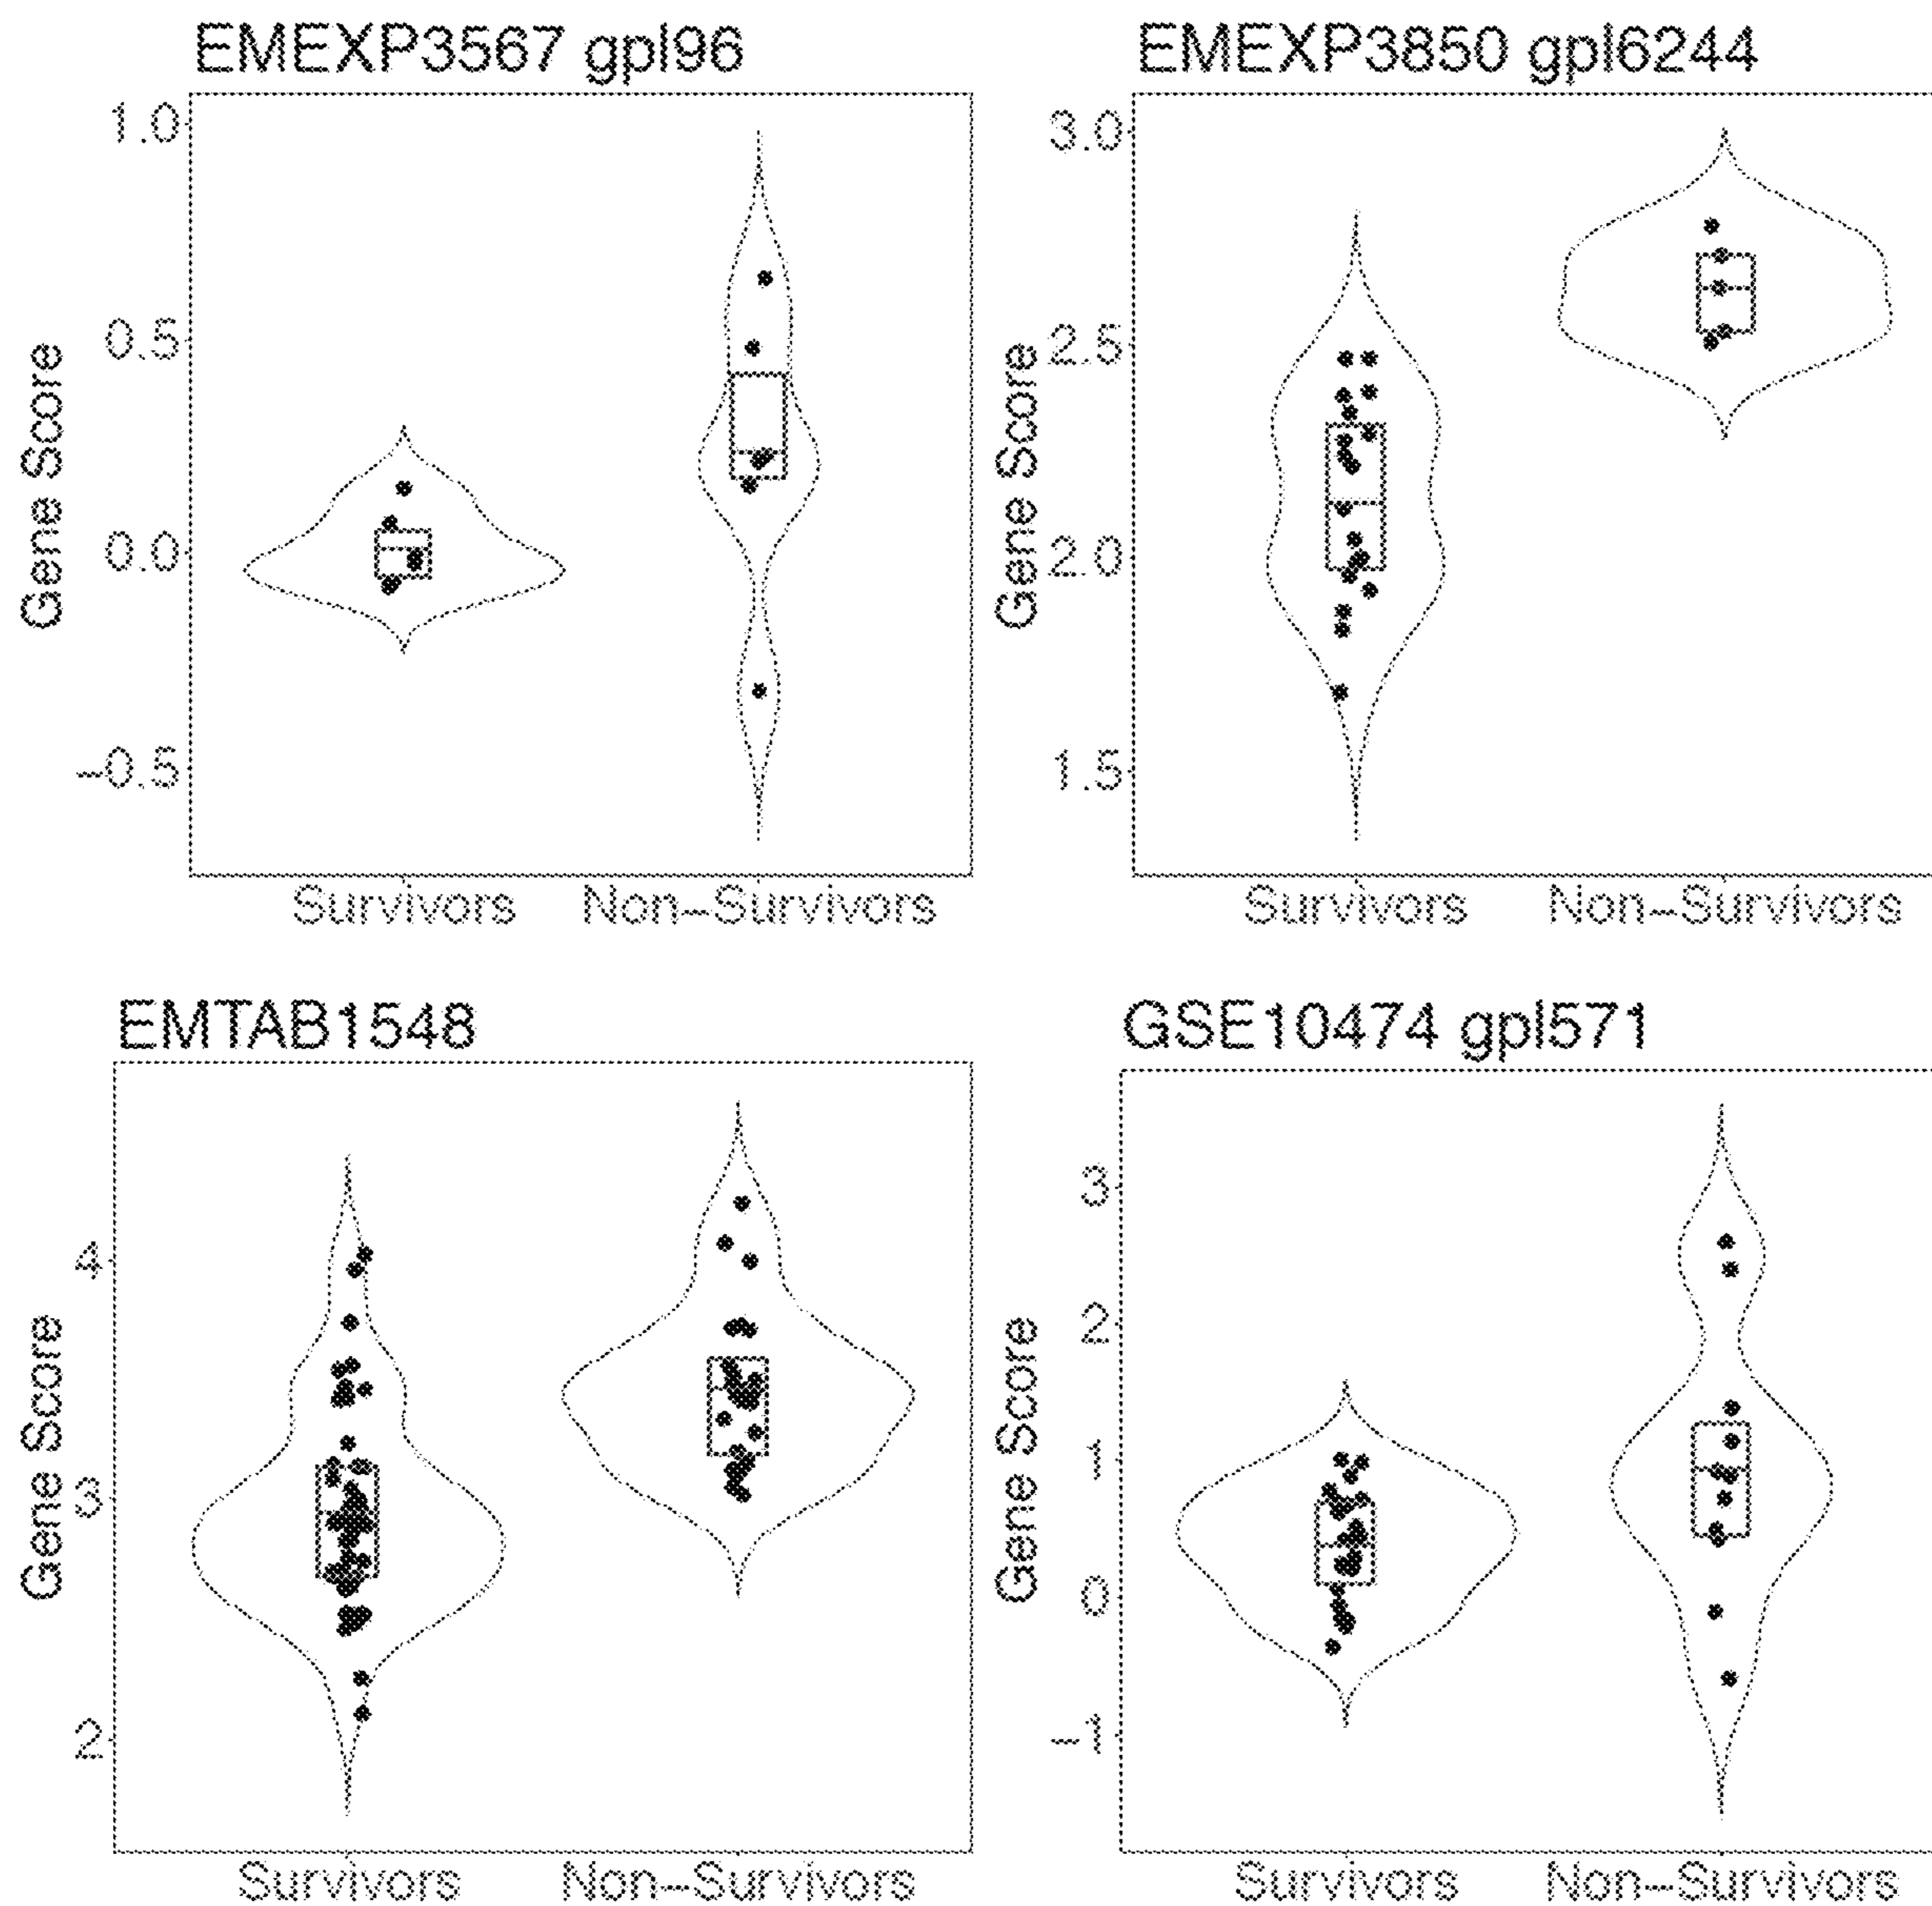 EMEXP3567 gpl96
EMEXP3850 gpl6244
Gene Score
1.0
0.5
0.0
−0.5
Survivors
Non−Survivors
Gene Score
3.0
2.5
2.0
1.5
Survivors
Non−Survivors
EMTAB1548
GSE10474 gpl571
Gene Score
4
3
2
Survivors
Non−Survivors
Gene Score
3
2
1
0
−1
Survivors
Non−Survivors